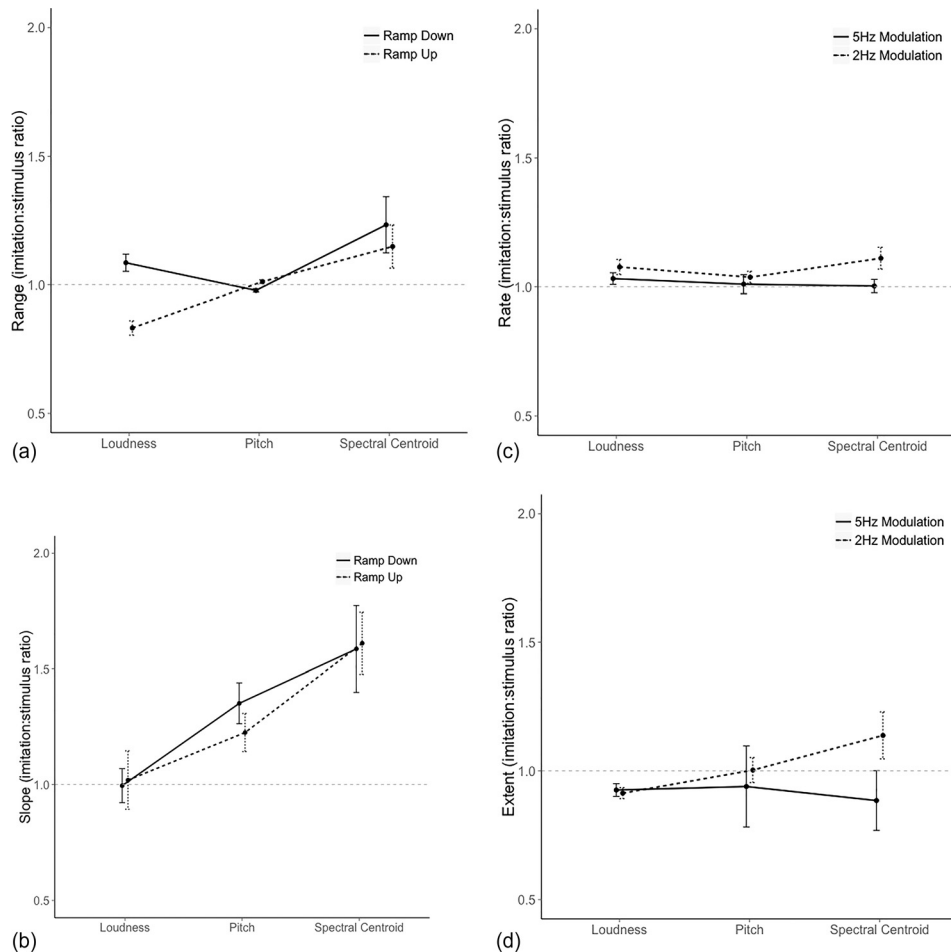 2.0
1.5
1.0
0.5
Range (imitation:stimulus ratio)
Ramp Down
Ramp Up
Loudness
Pitch
Spectral Centroid
(a)
2.0
1.5
1.0
0.5
Rate (imitation:stimulus ratio)
5Hz Modulation
2Hz Modulation
Loudness
Pitch
Spectral Centroid
(c)
2.0
1.5
1.0
0.5
Slope (imitation:stimulus ratio)
Ramp Down
Ramp Up
Loudness
Pitch
Spectral Centroid
(b)
2.0
1.5
1.0
0.5
Extent (imitation:stimulus ratio)
5Hz Modulation
2Hz Modulation
Loudness
Pitch
Spectral Centroid
(d)